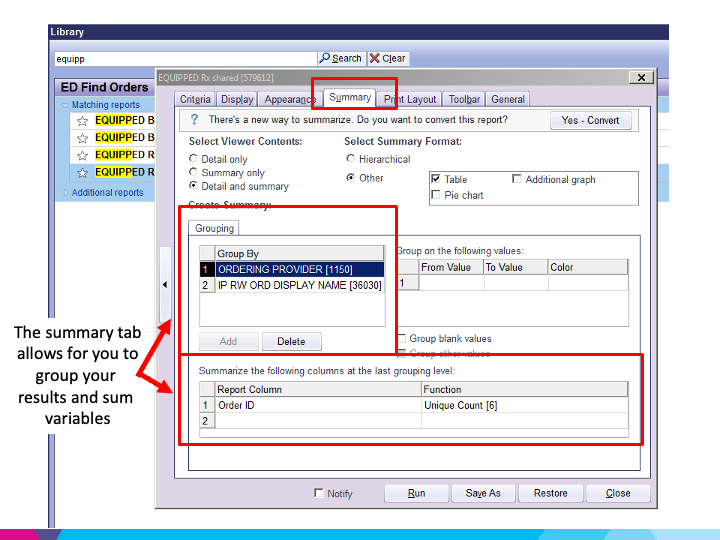 Library
equipp
Search
Clear
ED Find Orders
EQUIPPED Rx shared [579612]
Matching reports
EQUIPPED B
EQUIPPED B
EQUIPPED R
EQUIPPED R
Additional reports
Criteria Display Appearance Summary Print Layout Toolbar General
? There's a new way to summarize. Do you want to convert this report? Yes - Convert
Select Viewer Contents:
Detail only
Summary only
Detail and summary
Select Summary Format:
Hierarchical
Other
Table
Additional graph
Pie chart
Create Summary:
Grouping
Group By
1 ORDERING PROVIDER [1150]
2 IP RW ORD DISPLAY NAME [36030]
Add Delete
Group on the following values:
From Value To Value Color
1
Group blank values
Group other values
Summarize the following columns at the last grouping level:
Report Column Function
1 Order ID Unique Count [6]
2
Notify Run Save As Restore Close
The summary tab
allows for you to
group your
results and sum
variables